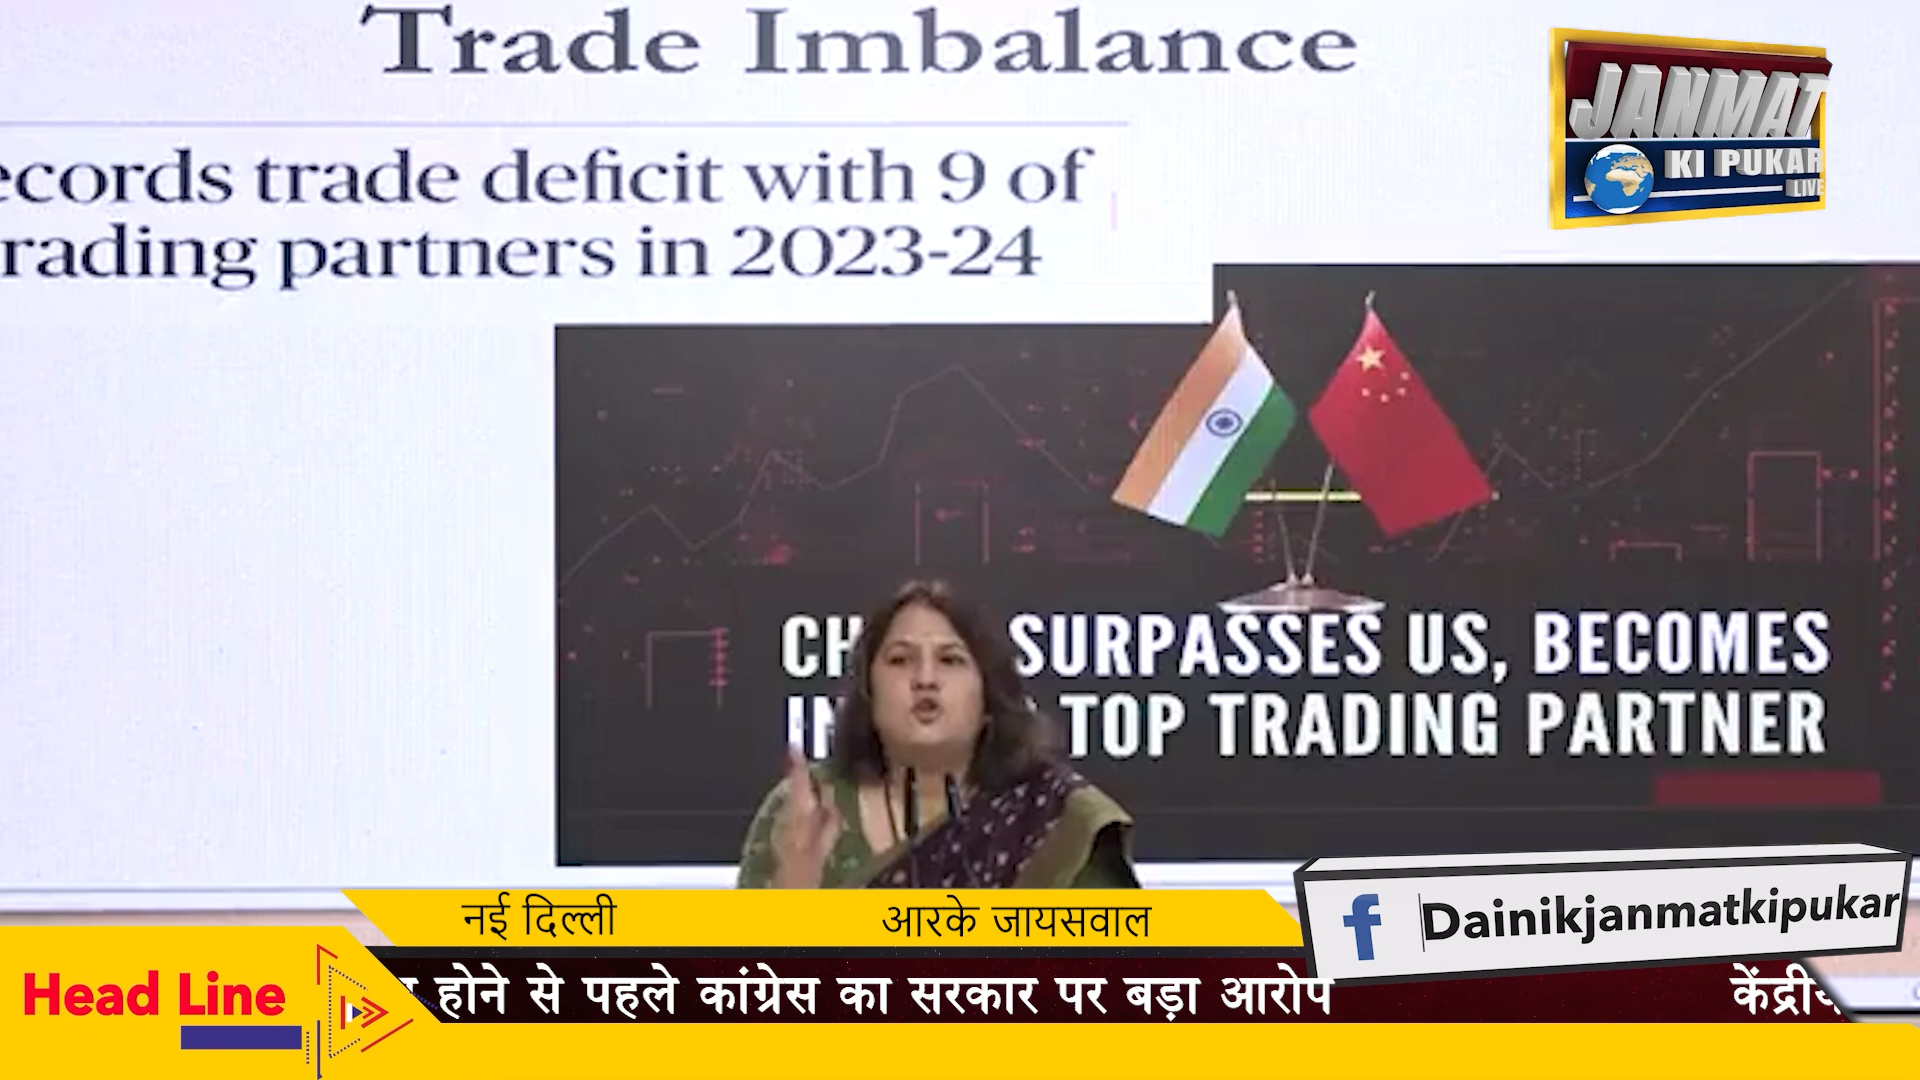 Trade Imbalance
ecords trade deficit with 9 of
rading partners in 2023-24
JANMAT
KI PUKAR
LIVE
SURPASSES US, BECOMES
TOP TRADING PARTNER
नई दिल्ली
आरके जायसवाल
Dainikjanmatkipukar
Head Line
होने से पहले कांग्रेस का सरकार पर बड़ा आरोप